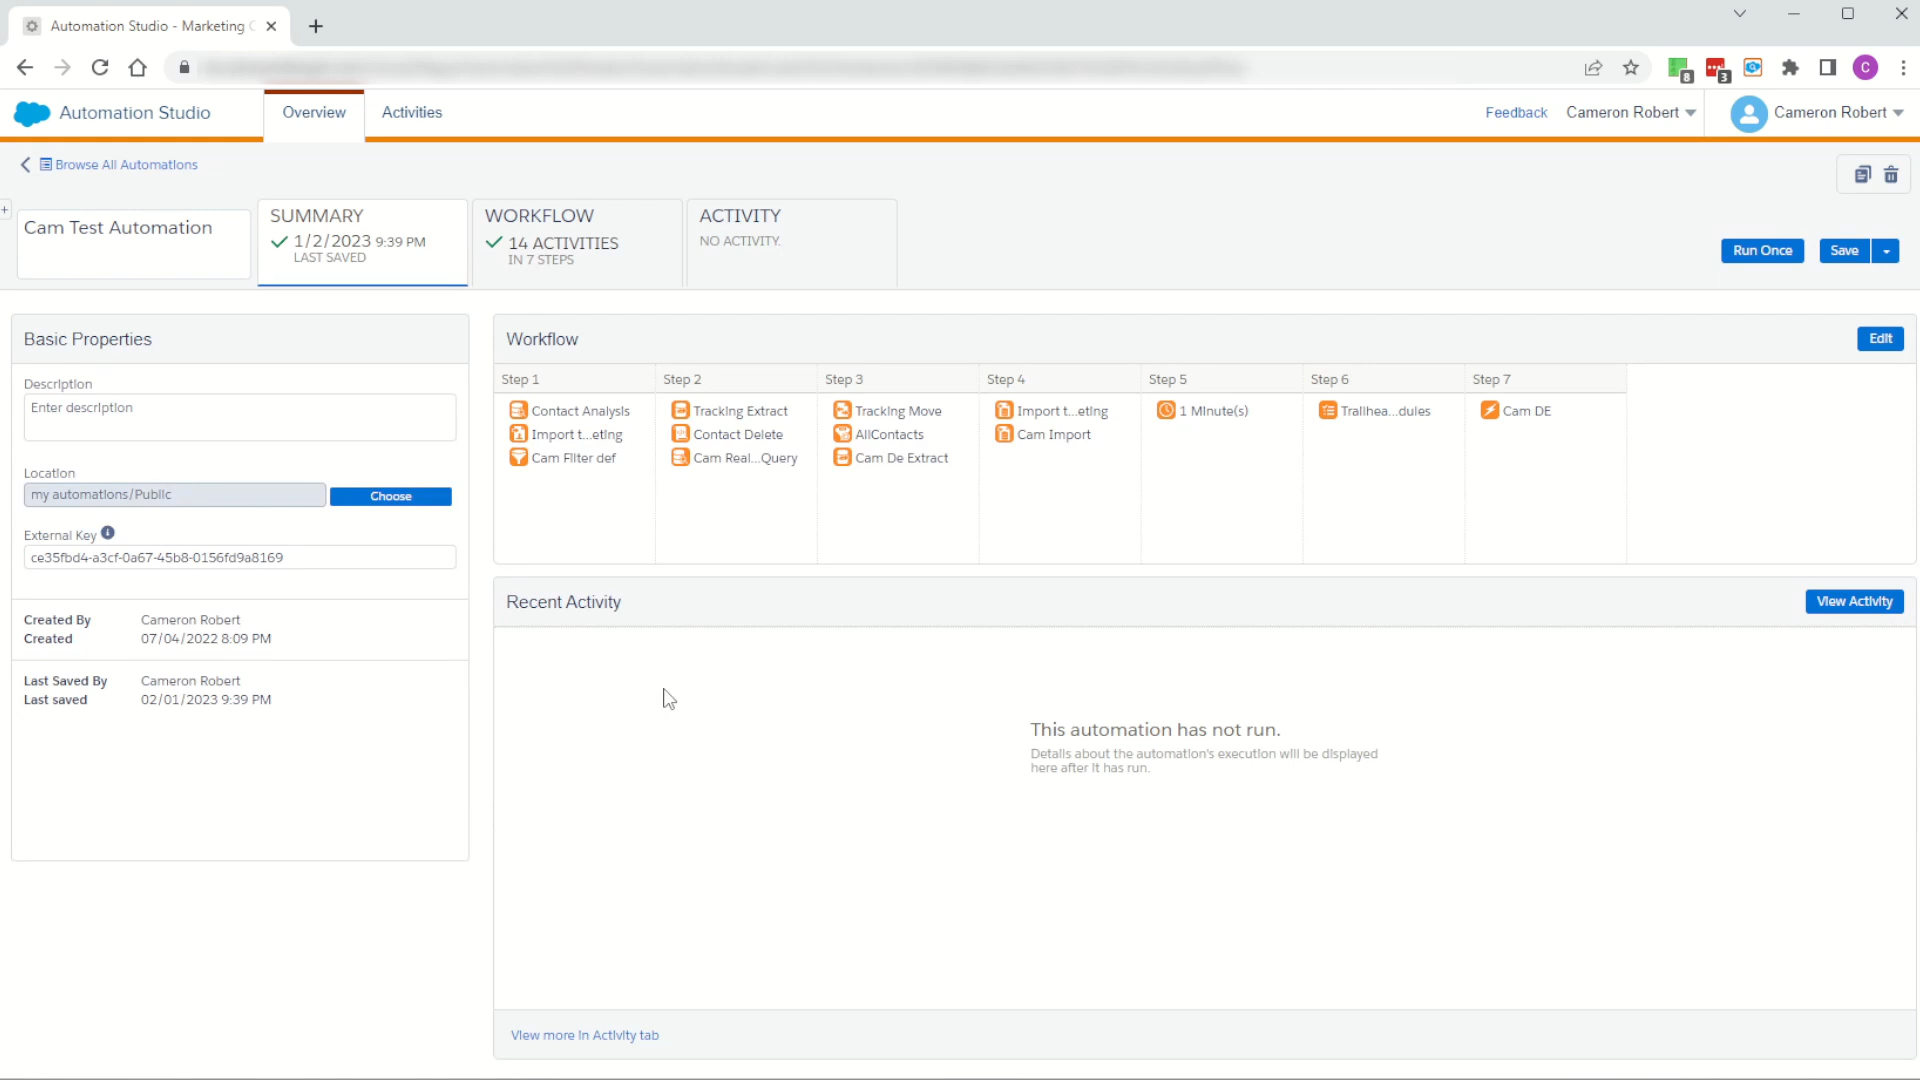 Automation Studio - Marketing C
8
3
C
Automation Studio
Overview
Activities
Feedback
Cameron Robert
Cameron Robert
Browse All Automations
Cam Test Automation
SUMMARY
1/2/2023 9:39 PM
LAST SAVED
WORKFLOW
14 ACTIVITIES
IN 7 STEPS
ACTIVITY
NO ACTIVITY.
Run Once
Save
Basic Properties
Description
Enter description
Location
my automations/Public
Choose
External Key
ce35fbd4-a3cf-0a67-45b8-0156fd9a8169
Created By Cameron Robert
Created 07/04/2022 8:09 PM
Last Saved By Cameron Robert
Last saved 02/01/2023 9:39 PM
Workflow
Edit
Step 1
Contact Analysis
Import t...eting
Cam Filter def
Step 2
Tracking Extract
Contact Delete
Cam Real...Query
Step 3
Tracking Move
AllContacts
Cam De Extract
Step 4
Import t...eting
Cam Import
Step 5
1 Minute(s)
Step 6
Trailhea...dules
Step 7
Cam DE
Recent Activity
View Activity
This automation has not run.
Details about the automation's execution will be displayed
here after it has run.
View more in Activity tab